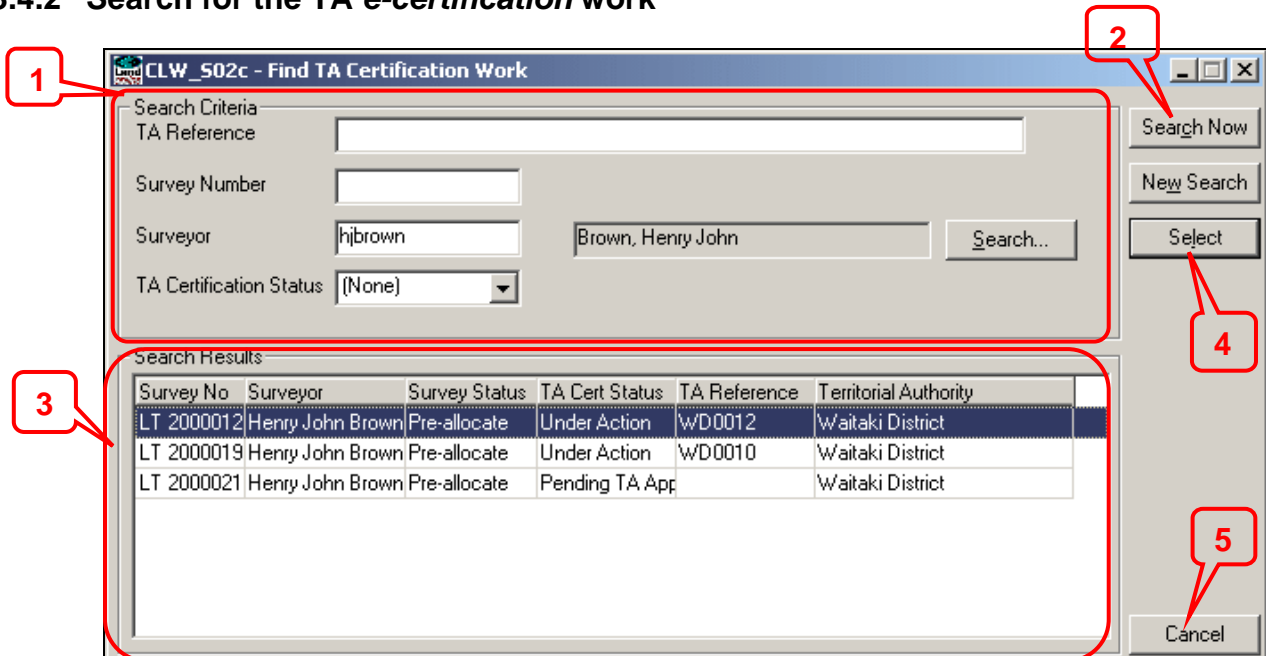 3.4.2 Search for the TA e-certification work
2
1
CLW_S02c - Find TA Certification Work
Search Criteria
TA Reference
Search Now
Survey Number
New Search
Surveyor hjbrown Brown, Henry John Search... Select
TA Certification Status (None)
4
Search Results
3
Survey No Surveyor Survey Status TA Cert Status TA Reference Territorial Authority
LT 2000012 Henry John Brown Pre-allocate Under Action WD0012 Waitaki District
LT 2000019 Henry John Brown Pre-allocate Under Action WD0010 Waitaki District
LT 2000021 Henry John Brown Pre-allocate Pending TA App Waitaki District
5
Cancel